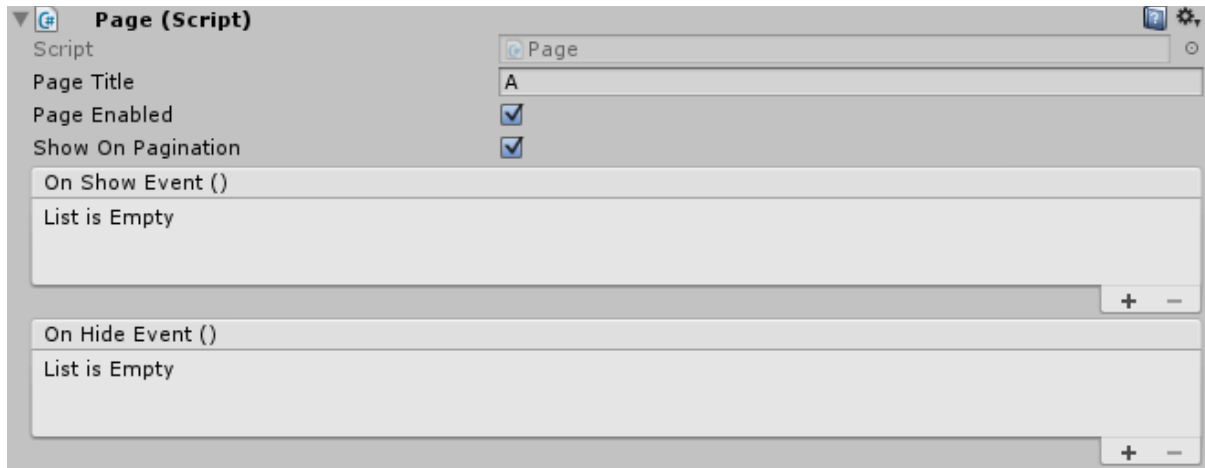 Page (Script)
Script Page
Page Title A
Page Enabled
Show On Pagination
On Show Event ()
List is Empty
+ −
On Hide Event ()
List is Empty
+ −